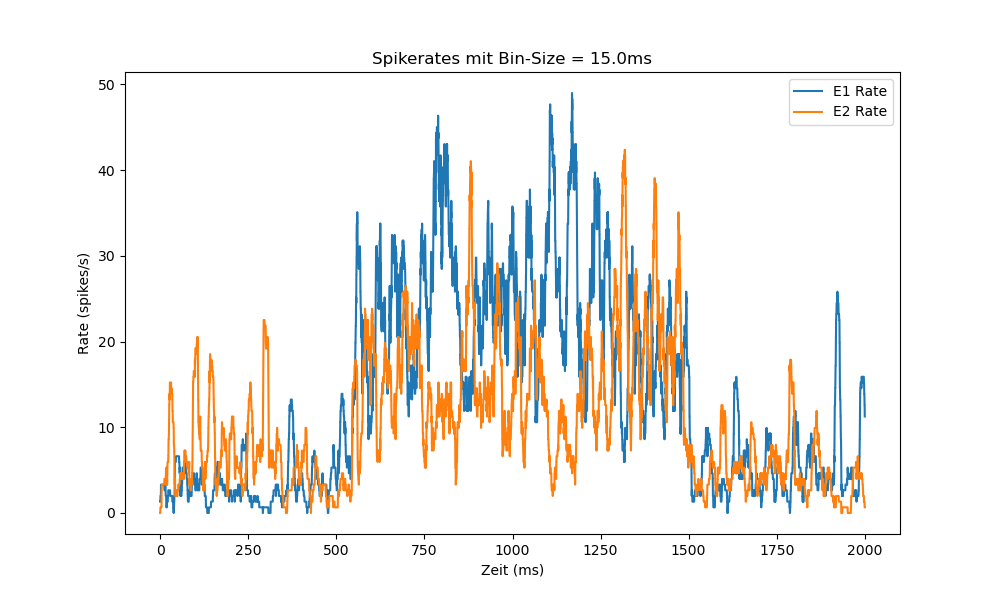 Spikerates mit Bin-Size = 15.0ms
E1 Rate
E2 Rate
Rate (spikes/s)
50
40
30
20
10
0
0 250 500 750 1000 1250 1500 1750 2000
Zeit (ms)